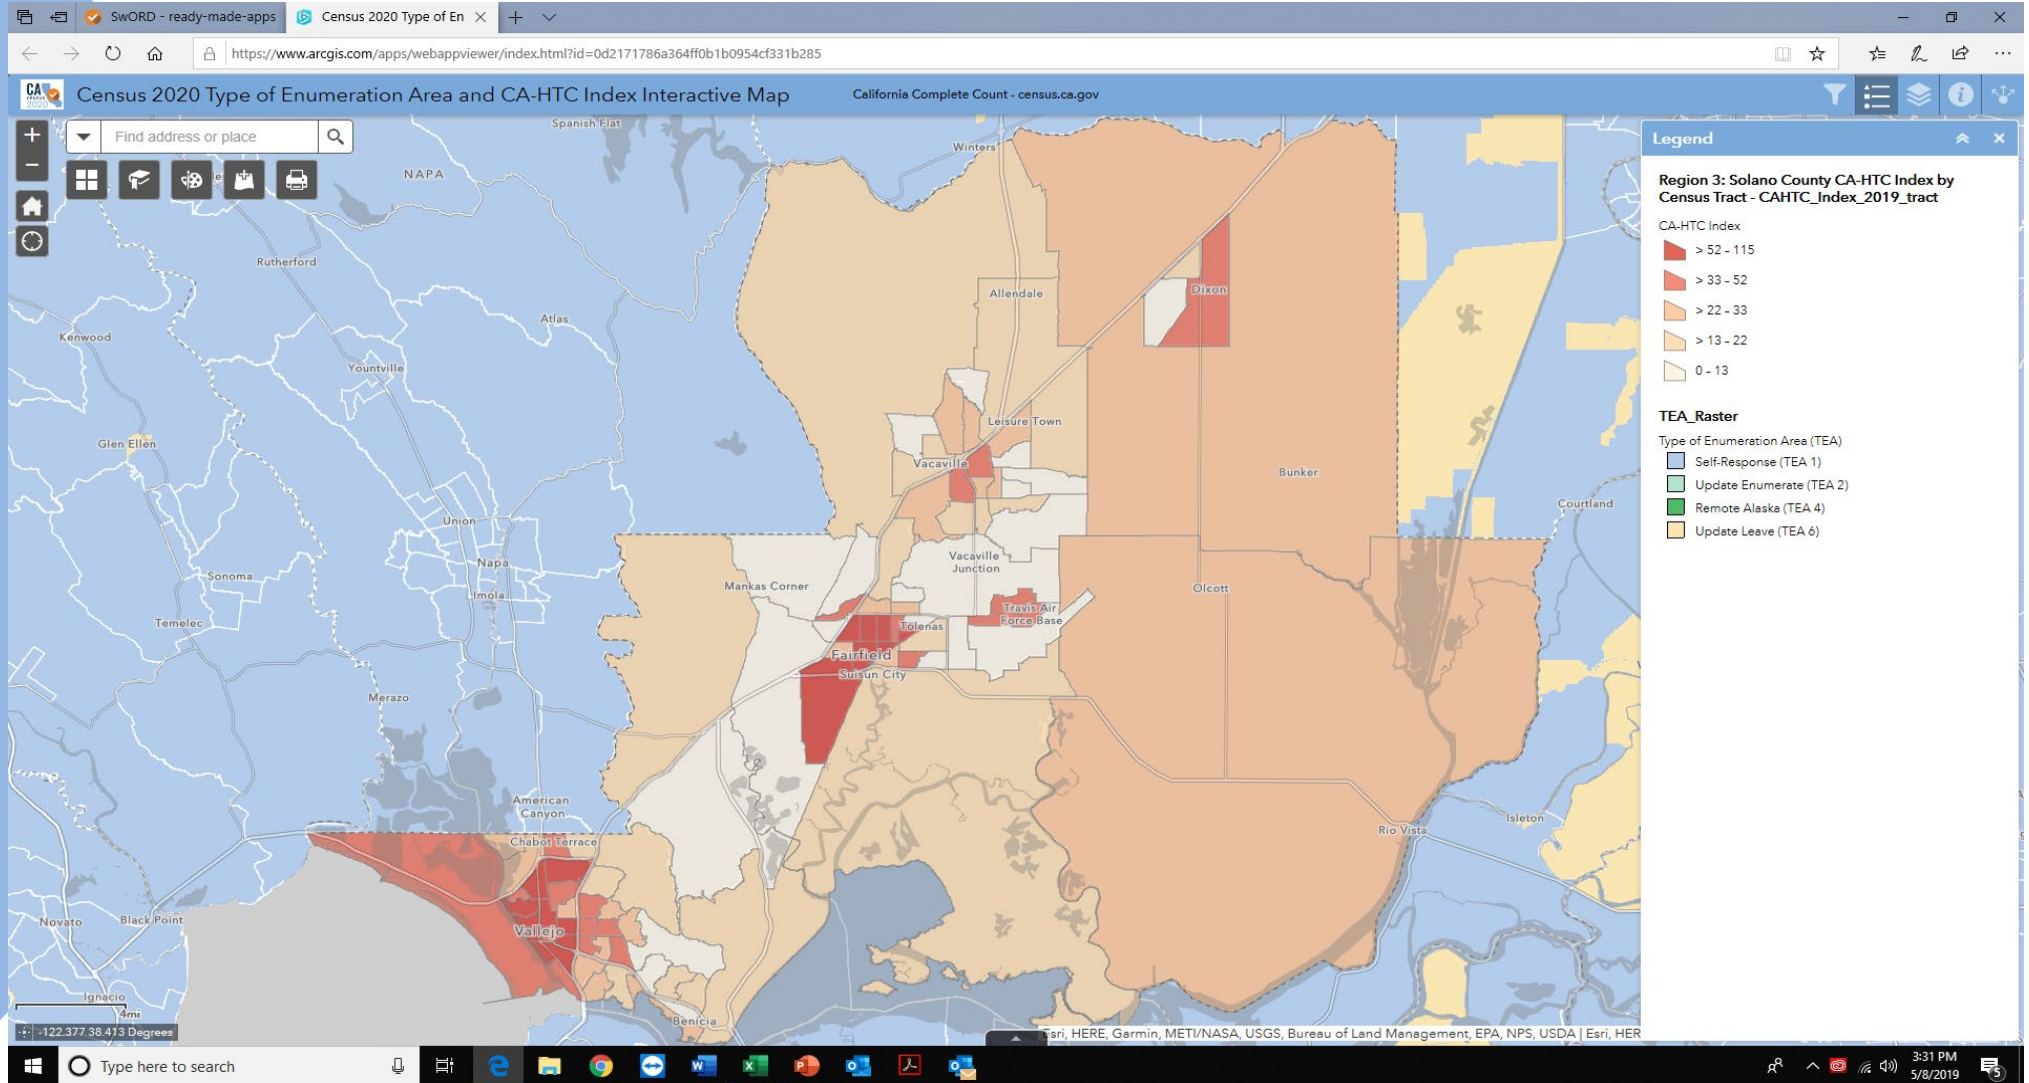 SwORD - ready-made-apps
Census 2020 Type of En
https://www.arcgis.com/apps/webappviewer/index.html?id=0d2171786a364ff0b1b0954cf331b285
CA
census
2020
Census 2020 Type of Enumeration Area and CA-HTC Index Interactive Map
California Complete Count - census.ca.gov
Find address or place
Legend
Region 3: Solano County CA-HTC Index by
Census Tract - CAHTC_Index_2019_tract
CA-HTC Index
> 52 - 115
> 33 - 52
> 22 - 33
> 13 - 22
0 - 13
TEA_Raster
Type of Enumeration Area (TEA)
Self-Response (TEA 1)
Update Enumerate (TEA 2)
Remote Alaska (TEA 4)
Update Leave (TEA 6)
Spanish Flat
Winters
NAPA
Rutherford
Allendale
Dixon
Atlas
Kenwood
Yountville
Leisure Town
Glen Ellen
Vacaville
Bunker
Courtland
Union
Napa
Vacaville
Junction
Sonoma
Mankas Corner
Olcott
Imola
Travis Air
Force Base
Temelec
Tolenas
Fairfield
Suisun City
Merazo
American
Canyon
Isleton
Rio Vista
Chabot Terrace
Novato
Black Point
Vallejo
Ignacio
4mi
Benicia
-122.377 38.413 Degrees
Esri, HERE, Garmin, METI/NASA, USGS, Bureau of Land Management, EPA, NPS, USDA | Esri, HER
Type here to search
3:31 PM
5/8/2019
5